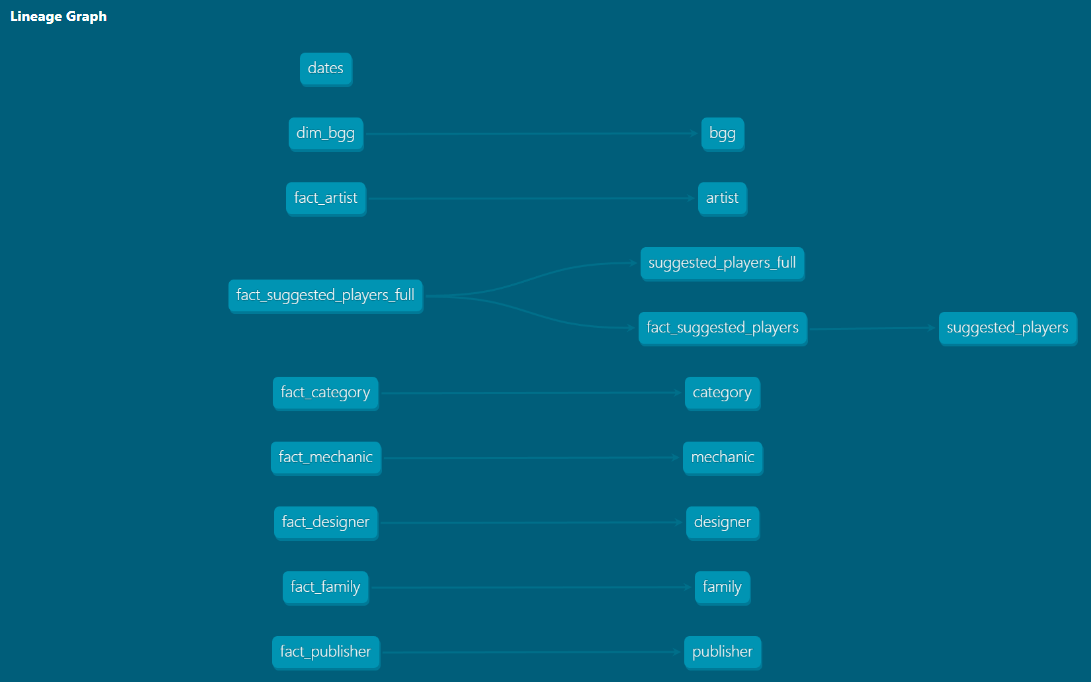 Lineage Graph
dates
dim_bgg
bgg
fact_artist
artist
suggested_players_full
fact_suggested_players_full
fact_suggested_players
suggested_players
fact_category
category
fact_mechanic
mechanic
fact_designer
designer
fact_family
family
fact_publisher
publisher